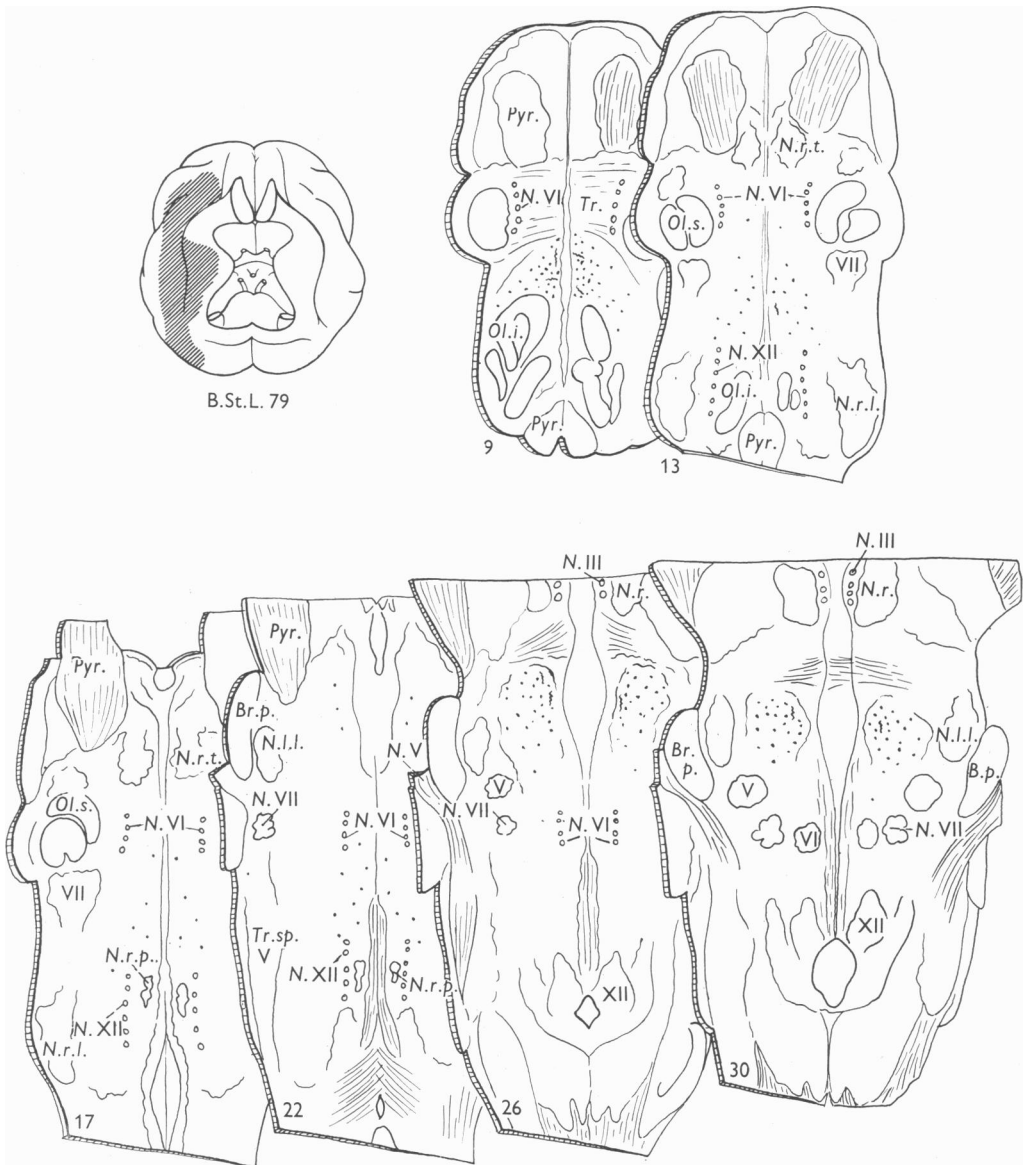 B.St.L. 79
Pyr.
N. VI
Tr.
Ol.i.
Pyr.
9
N.r.t.
N. VI
Ol.s.
VII
N. XII
Ol.i.
N.r.l.
Pyr.
13
Pyr.
N.r.t.
Ol.s.
N. VI
VII
N.r.p.
N. XII
N.r.l.
17
Pyr.
Br.p.
N.l.l.
N. V
N. VII
N. VI
Tr.sp.
V
N. XII
N.r.p.
22
N. III
N.r.
V
N. VII
N. VI
XII
26
N. III
N.r.
Br.
p.
N.l.l.
B.p.
V
VI
N. VII
XII
30